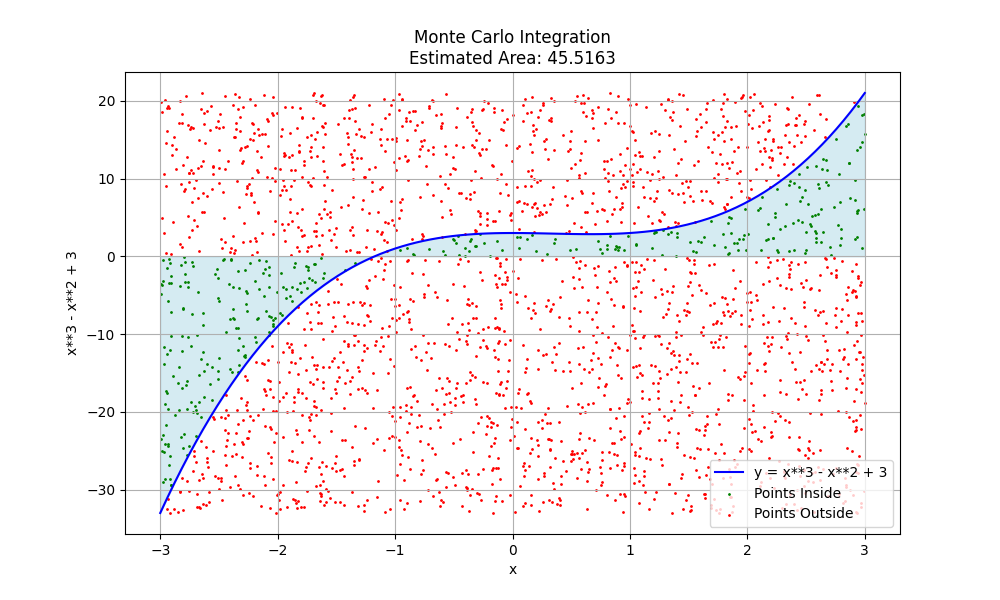 Monte Carlo Integration
Estimated Area: 45.5163
x**3 - x**2 + 3
20
10
0
−10
−20
−30
−3
−2
−1
0
1
2
3
x
y = x**3 - x**2 + 3
Points Inside
Points Outside